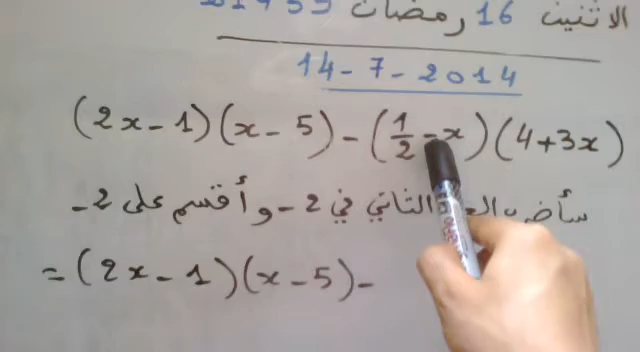 الاثنين 16 رمضان
14-7-2014
(2x-1)(x-5)-(1/2-x)(4+3x)
سأضرب الثاني في 2- وأقسم على 2-
=(2x-1)(x-5)-